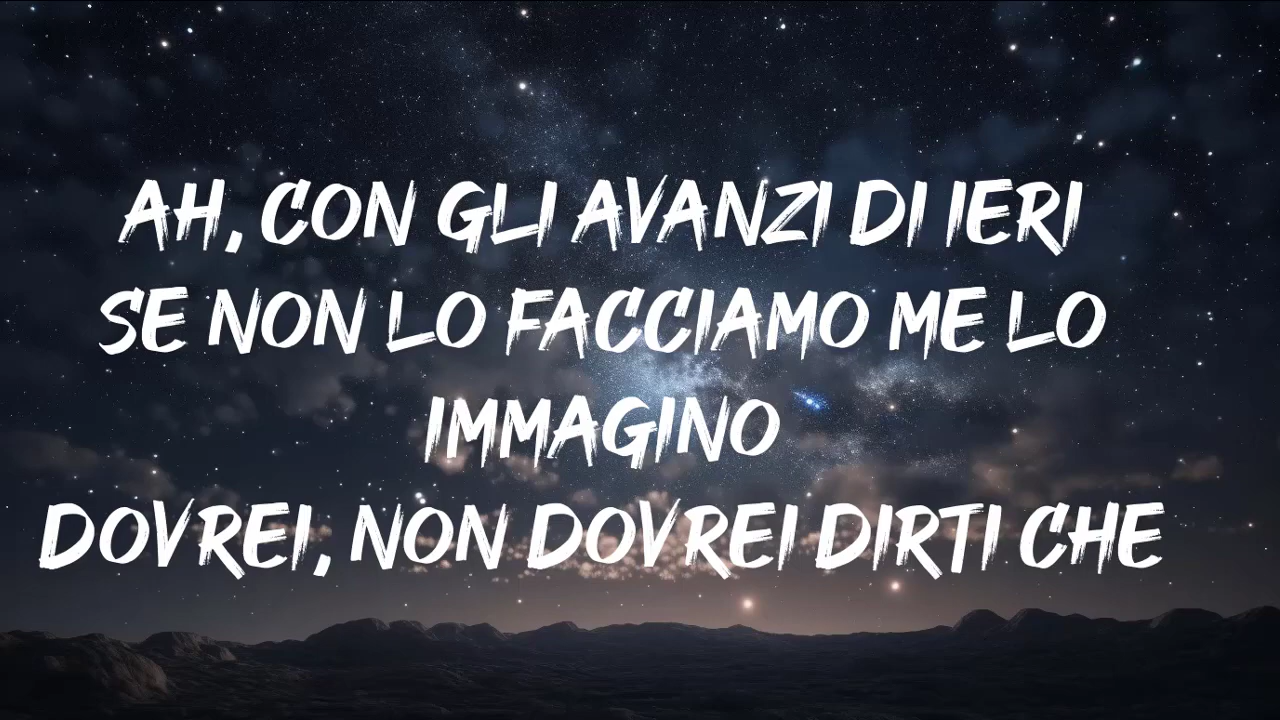 AH, CON GLI AVANZI DI IERI
SE NON LO FACCIAMO ME LO
IMMAGINO
DOVREI, NON DOVREI DIRTI CHE